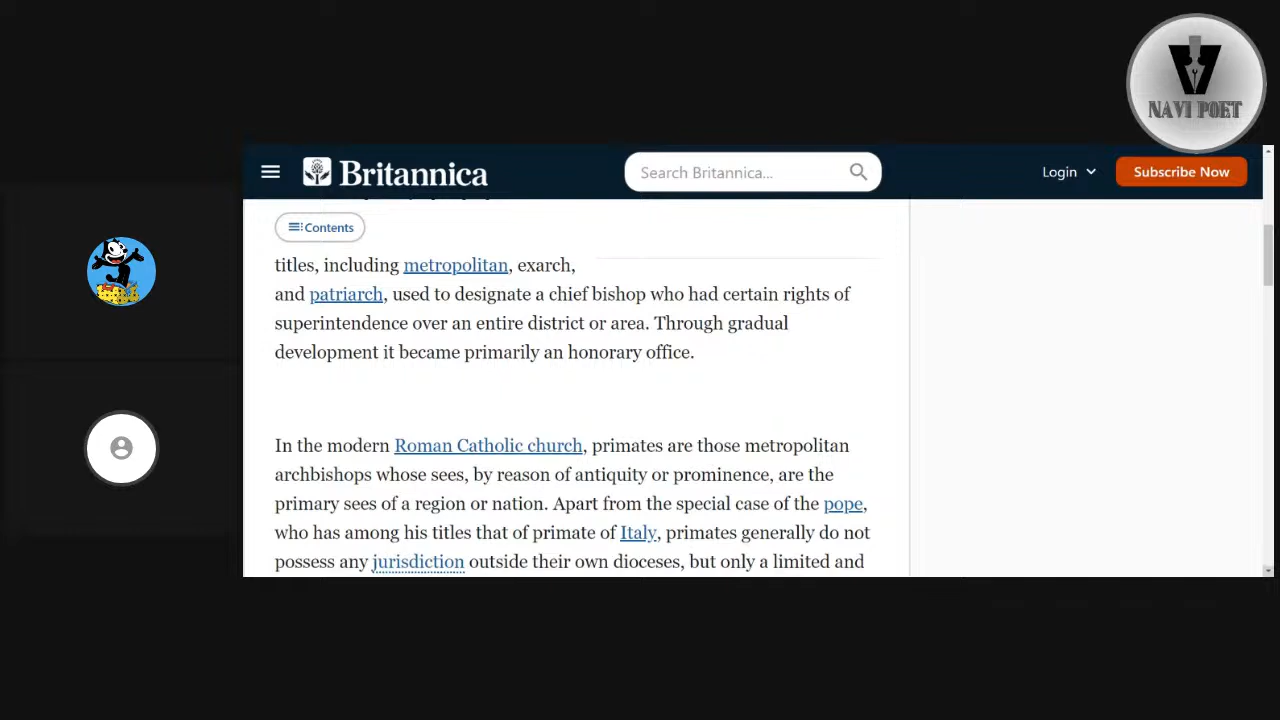 NAVI POET
Britannica
Search Britannica...
Login
Subscribe Now
Contents
titles, including metropolitan, exarch,
and patriarch, used to designate a chief bishop who had certain rights of
superintendence over an entire district or area. Through gradual
development it became primarily an honorary office.
In the modern Roman Catholic church, primates are those metropolitan
archbishops whose sees, by reason of antiquity or prominence, are the
primary sees of a region or nation. Apart from the special case of the pope,
who has among his titles that of primate of Italy, primates generally do not
possess any jurisdiction outside their own dioceses, but only a limited and